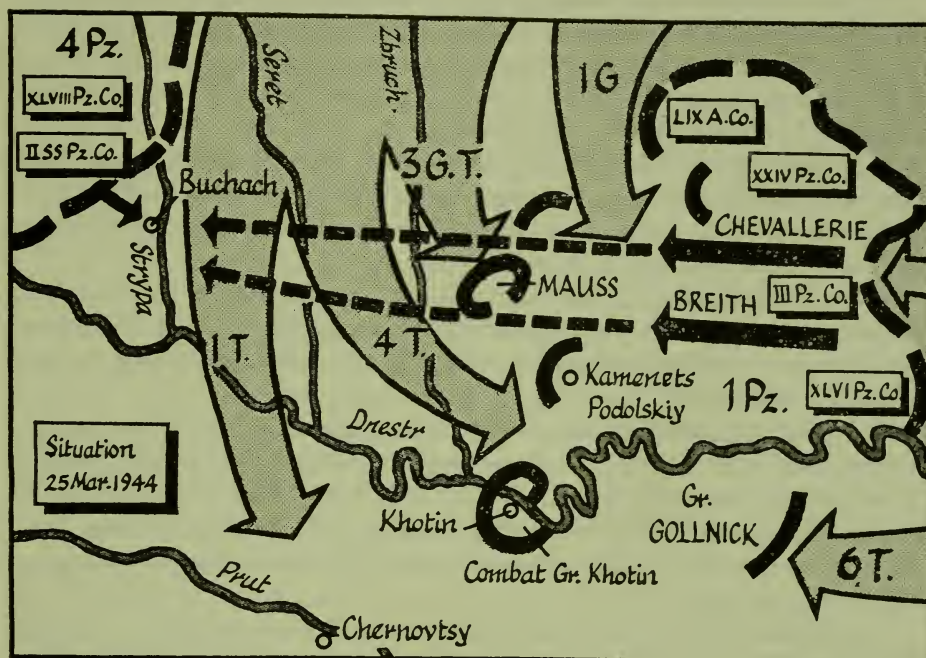 4 Pz.
XLVIII Pz.Co.
II SS Pz.Co.
Seret
Zbruch
1G
LIX A.Co.
XXIV Pz.Co.
3 G.T.
Buchach
CHEVALLERIE
Strypa
MAUSS
BREITH
III Pz.Co.
1 T.
4 T.
Kamenets
Podolskiy
1 Pz.
XLVI Pz.Co.
Dnestr
Situation
25 Mar. 1944
Khotin
Gr.
GOLLNICK
Combat Gr. Khotin
6 T.
Prut
Chernovtsy